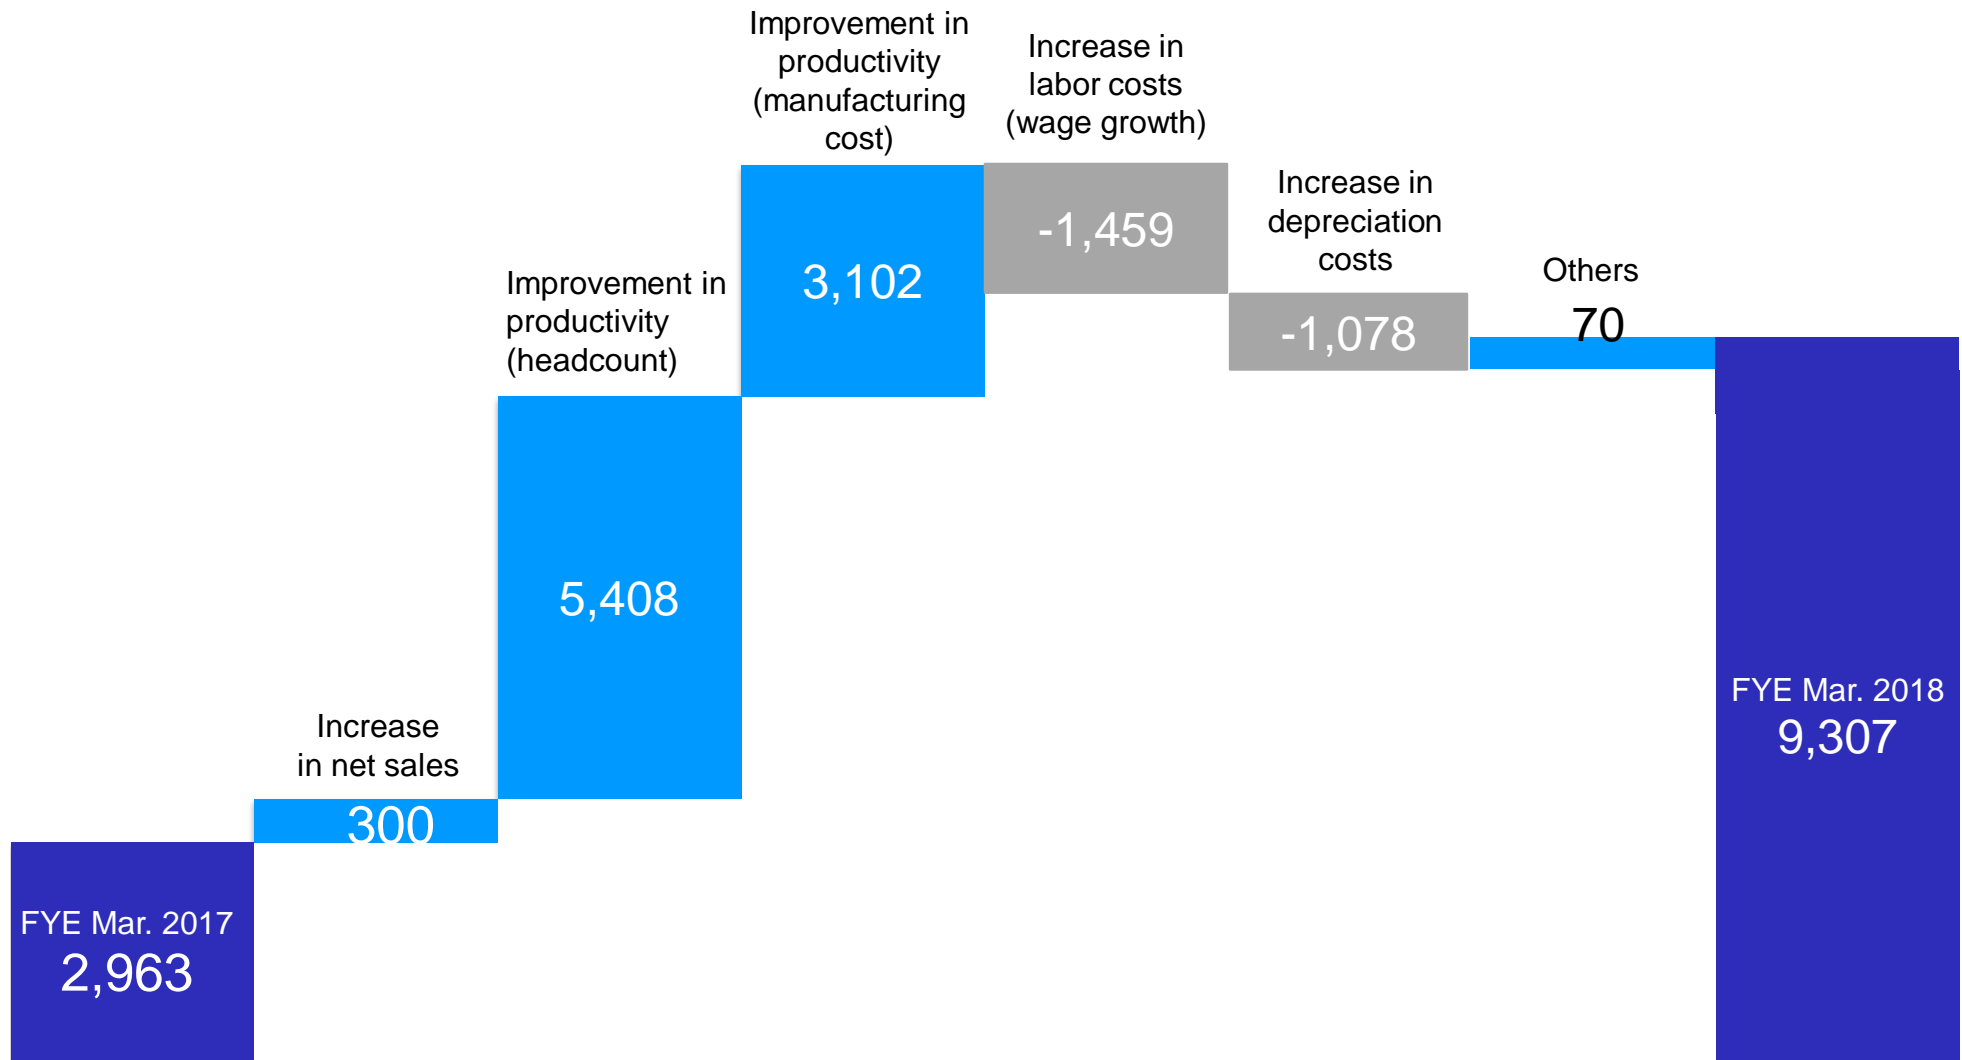 Improvement in
productivity
(manufacturing
cost)
Increase in
labor costs
(wage growth)
Increase in
depreciation
costs
Others
70
-1,459
-1,078
3,102
Improvement in
productivity
(headcount)
5,408
Increase
in net sales
300
FYE Mar. 2017
2,963
FYE Mar. 2018
9,307